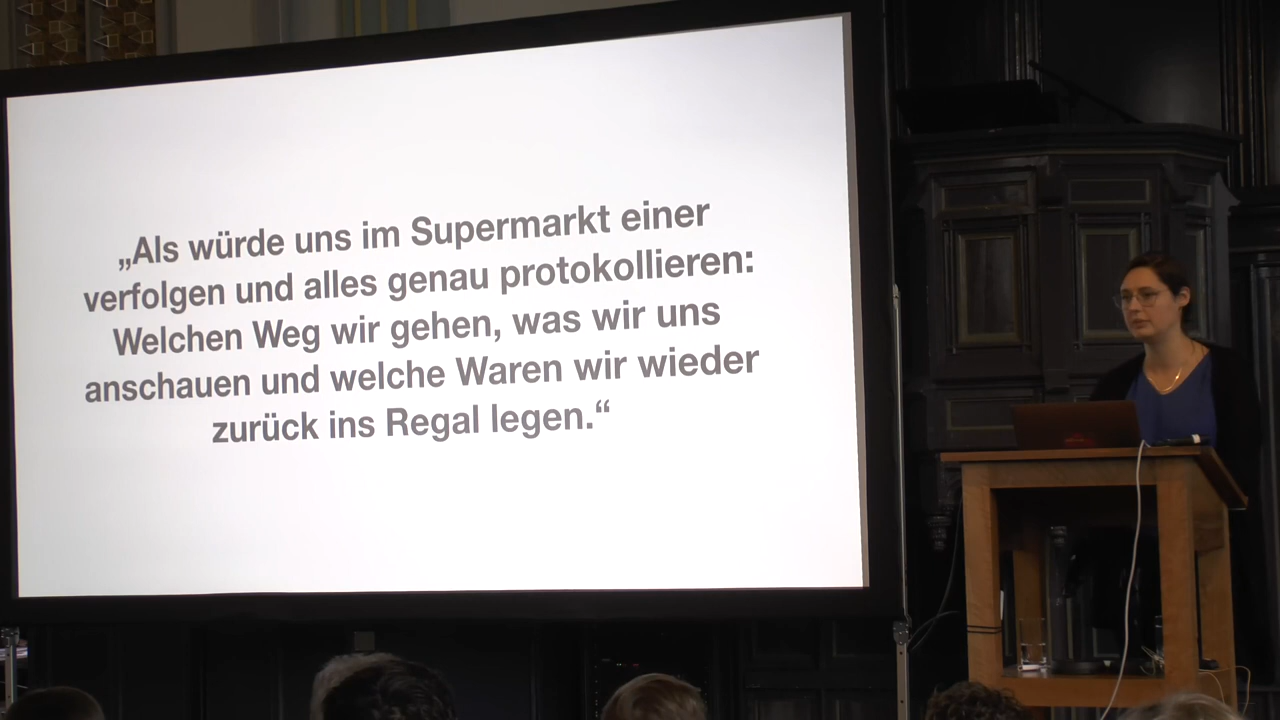 „Als würde uns im Supermarkt einer
verfolgen und alles genau protokollieren:
Welchen Weg wir gehen, was wir uns
anschauen und welche Waren wir wieder
zurück ins Regal legen.“